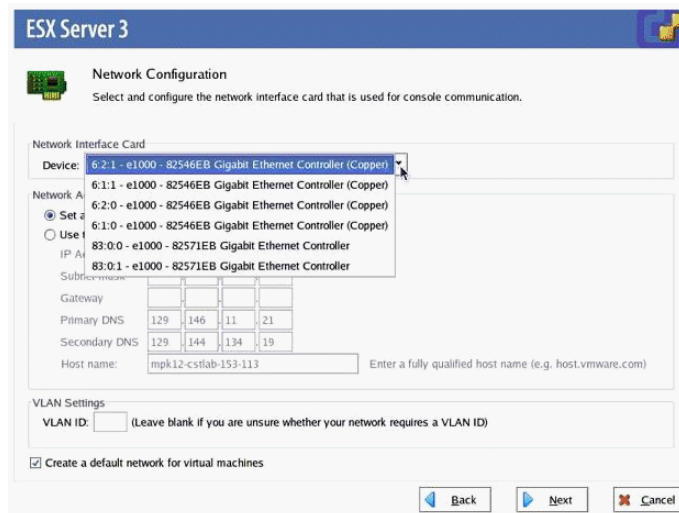 ESX Server 3
Network Configuration
Select and configure the network interface card that is used for console communication.
Network Interface Card
Device: 6:2:1 - e1000 - 82546EB Gigabit Ethernet Controller (Copper)
6:1:1 - e1000 - 82546EB Gigabit Ethernet Controller (Copper)
6:2:0 - e1000 - 82546EB Gigabit Ethernet Controller (Copper)
6:1:0 - e1000 - 82546EB Gigabit Ethernet Controller (Copper)
83:0:0 - e1000 - 82571EB Gigabit Ethernet Controller
83:0:1 - e1000 - 82571EB Gigabit Ethernet Controller
Network A
Set a
Use t
IP A
Subnet mask
Gateway
Primary DNS 129 . 146 . 11 . 21
Secondary DNS 129 . 144 . 134 . 19
Host name: mpk12-cstlab-153-113 Enter a fully qualified host name (e.g. host.vmware.com)
VLAN Settings
VLAN ID: (Leave blank if you are unsure whether your network requires a VLAN ID)
Create a default network for virtual machines
Back Next Cancel